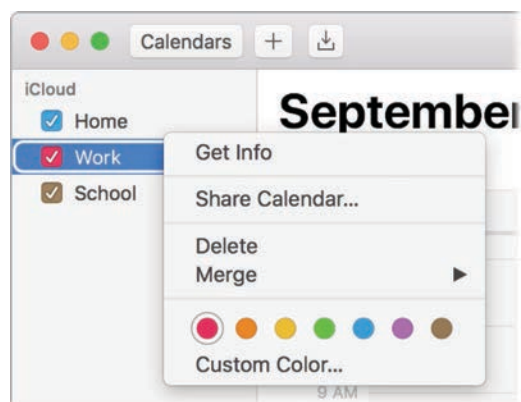 Calendars
iCloud
Home
September
Work
School
Get Info
Share Calendar...
Delete
Merge
Custom Color...
9 AM